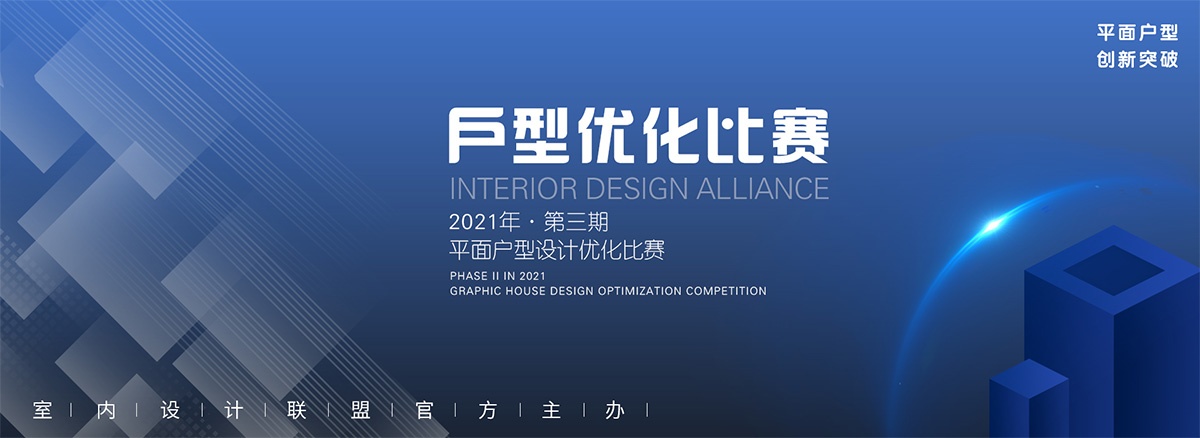 平面户型
创新突破
户型优化比赛
INTERIOR DESIGN ALLIANCE
2021年·第三期
平面户型设计优化比赛
PHASE II IN 2021
GRAPHIC HOUSE DESIGN OPTIMIZATION COMPETITION
室 | 内 | 设 | 计 | 联 | 盟 | 官 | 方 | 主 | 办 |